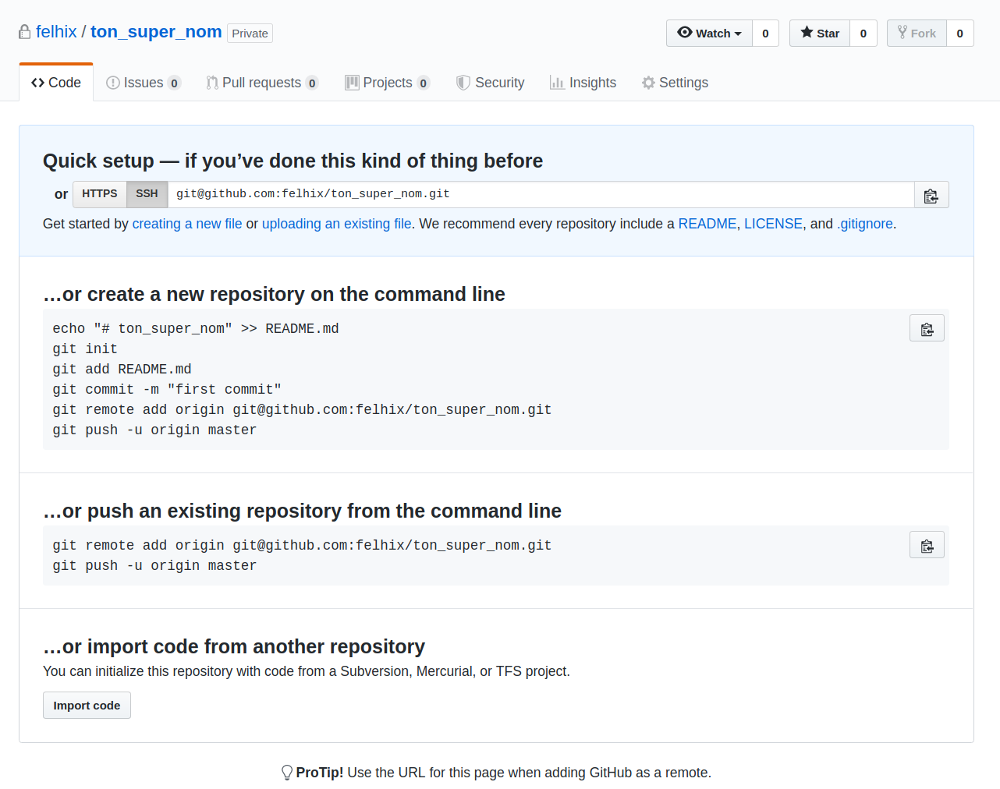 felhix / ton_super_nom Private
Watch 0 Star 0 Fork 0
Code Issues 0 Pull requests 0 Projects 0 Security Insights Settings
Quick setup — if you’ve done this kind of thing before
or HTTPS SSH git@github.com:felhix/ton_super_nom.git
Get started by creating a new file or uploading an existing file. We recommend every repository include a README, LICENSE, and .gitignore.
…or create a new repository on the command line
echo "# ton_super_nom" >> README.md
git init
git add README.md
git commit -m "first commit"
git remote add origin git@github.com:felhix/ton_super_nom.git
git push -u origin master
…or push an existing repository from the command line
git remote add origin git@github.com:felhix/ton_super_nom.git
git push -u origin master
…or import code from another repository
You can initialize this repository with code from a Subversion, Mercurial, or TFS project.
Import code
ProTip! Use the URL for this page when adding GitHub as a remote.